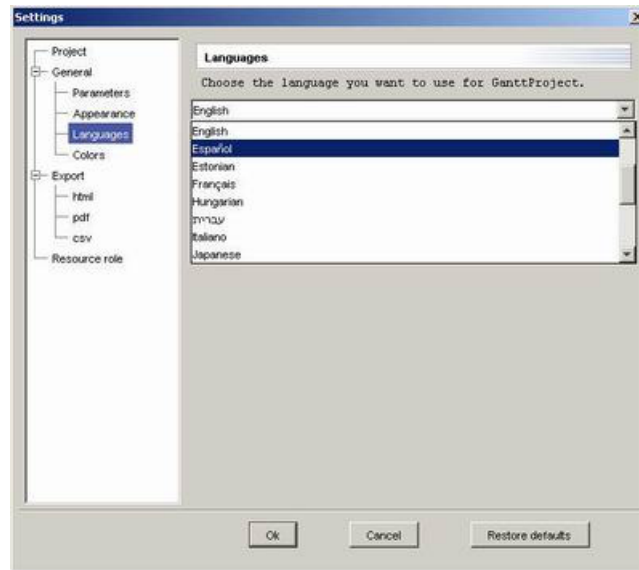 Settings
Project
General
Parameters
Appearance
Languages
Colors
Export
html
pdf
csv
Resource role
Languages
Choose the language you want to use for GanttProject.
English
English
Español
Estonian
Français
Hungarian
עברית
Italiano
Japanese
Ok
Cancel
Restore defaults